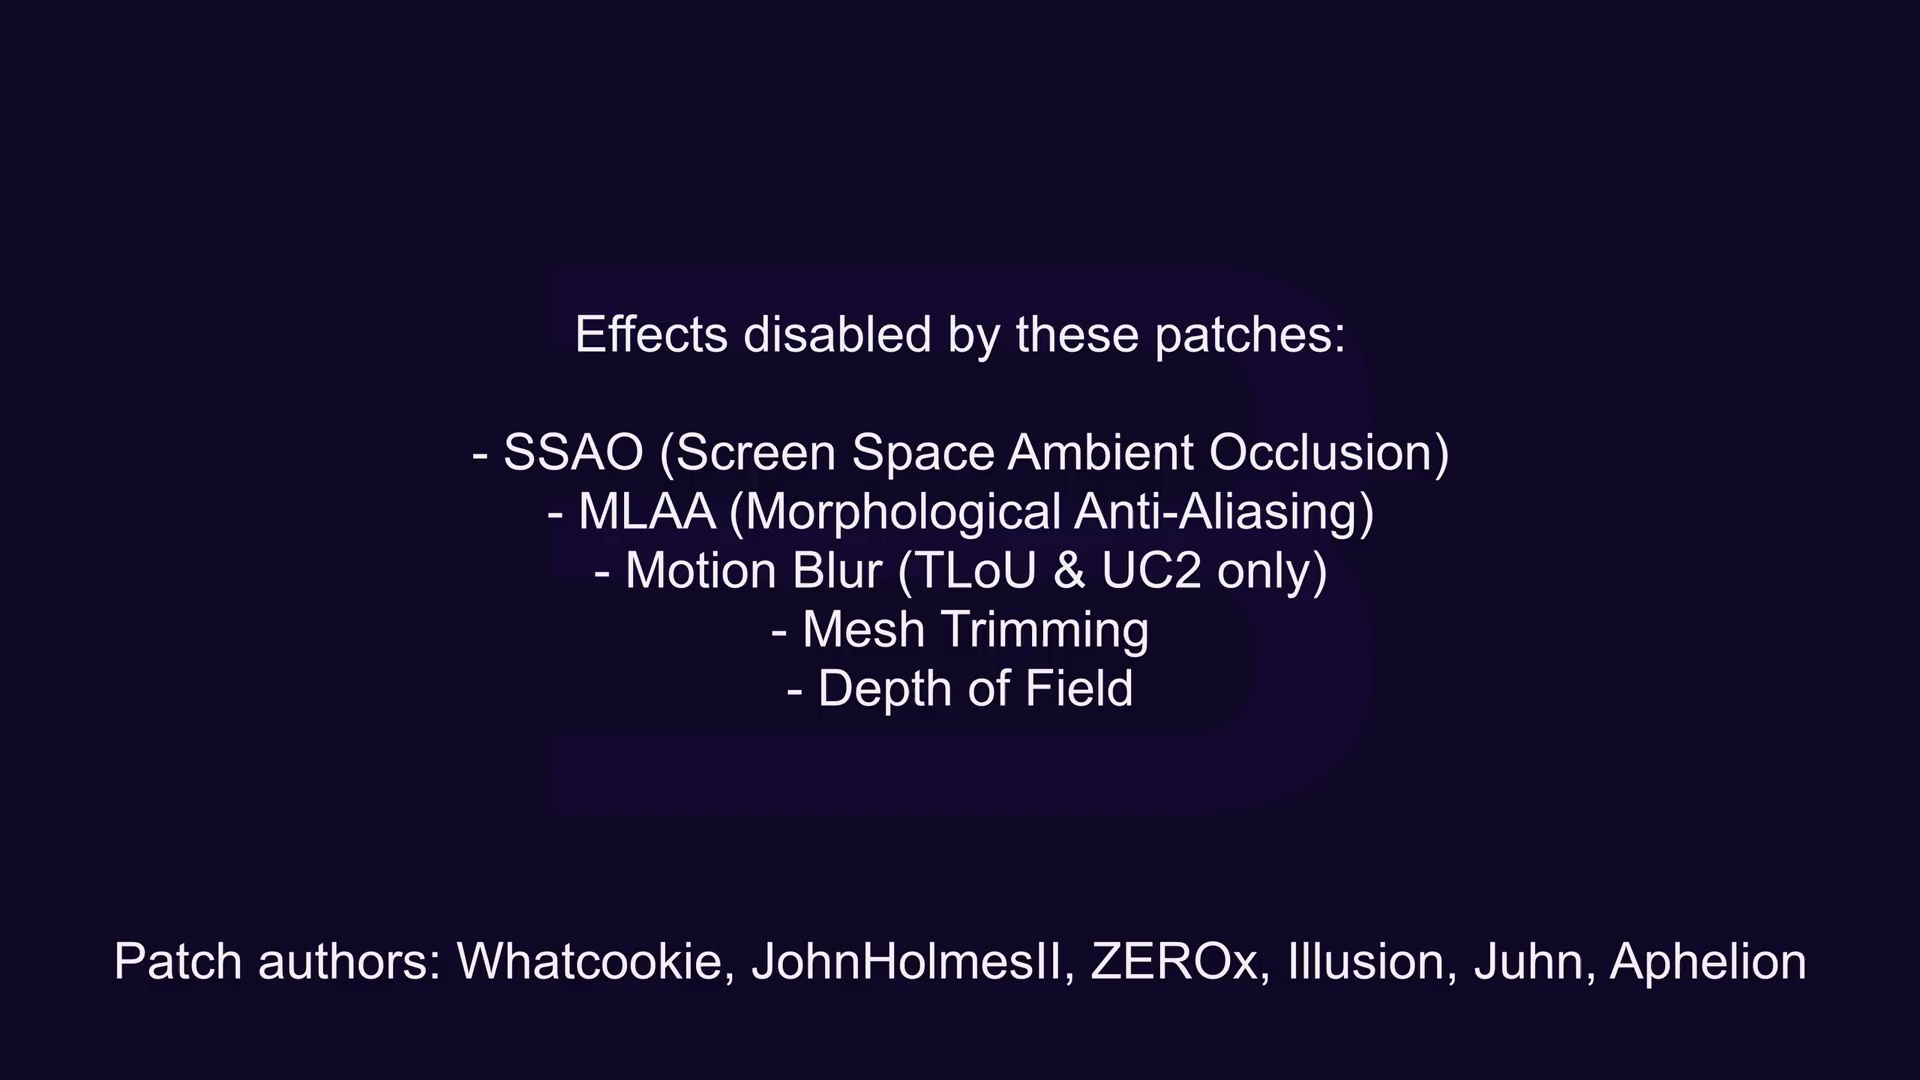 Effects disabled by these patches:
- SSAO (Screen Space Ambient Occlusion)
- MLAA (Morphological Anti-Aliasing)
- Motion Blur (TLoU & UC2 only)
- Mesh Trimming
- Depth of Field
Patch authors: Whatcookie, JohnHolmesII, ZEROx, Illusion, Juhn, Aphelion